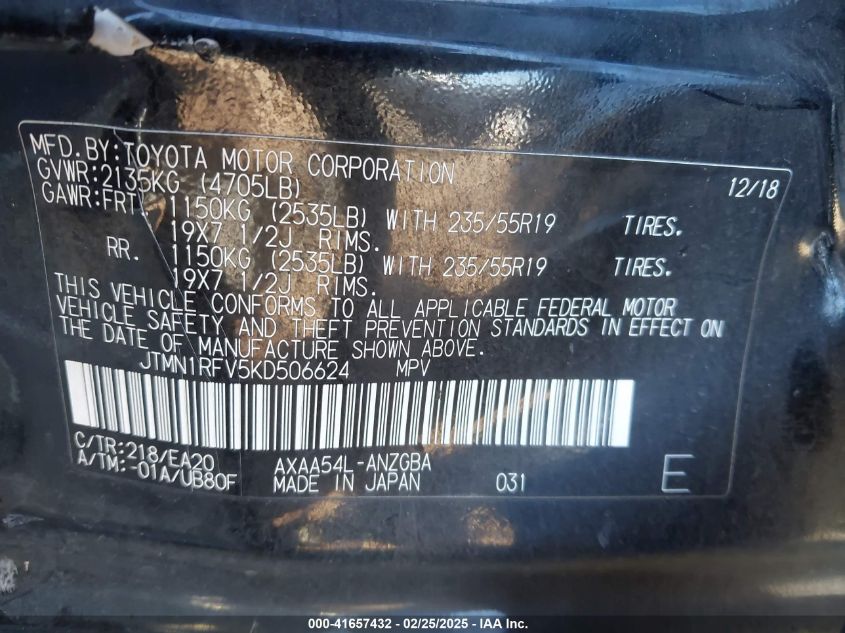 MFD. BY: TOYOTA MOTOR CORPORATION 12/18
GVWR: 2135KG (4705LB)
GAWR: FRT. 1150KG (2535LB) WITH 235/55R19 TIRES.
19X7 1/2J RIMS.
RR. 1150KG (2535LB) WITH 235/55R19 TIRES.
19X7 1/2J RIMS.
THIS VEHICLE CONFORMS TO ALL APPLICABLE FEDERAL MOTOR
VEHICLE SAFETY AND THEFT PREVENTION STANDARDS IN EFFECT ON
THE DATE OF MANUFACTURE SHOWN ABOVE.
JTMN1RFV5KD506624 MPV
C/TR: 218/EA20 AXAA54L-ANZGBA
A/TM: -01A/UB80F MADE IN JAPAN 031 E
000-41657432 - 02/25/2025 - IAA Inc.